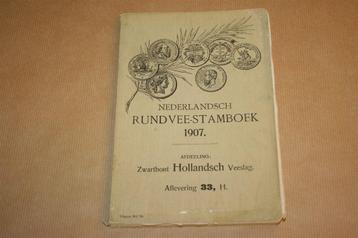 NEDERLANDSCH
RUNDVEE-STAMBOEK
1907.
AFDEELING:
Zwartbont Hollandsch Veeslag.
Aflevering 33, H.